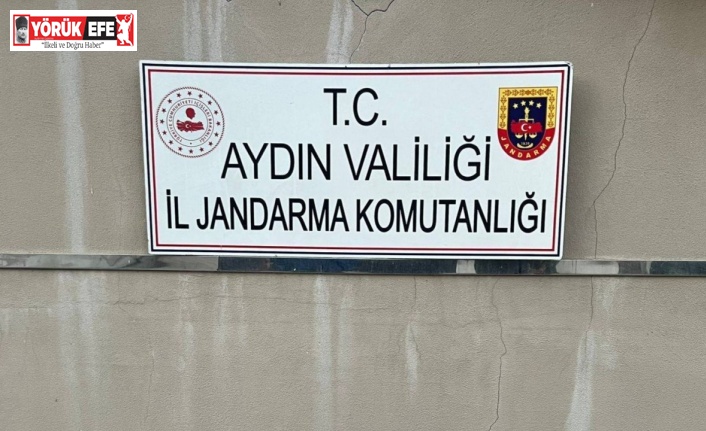 YÖRÜK EFE
"İlkeli ve Doğru Haber"
T.C.
AYDIN VALİLİĞİ
İL JANDARMA KOMUTANLIĞI
JANDARMA